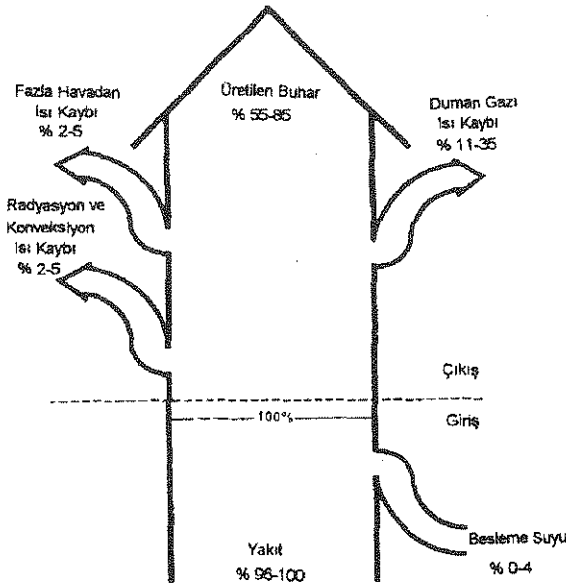 Fazla Havadan
Isı Kaybı
% 2-5
Üretilen Buhar
% 55-85
Duman Gazı
Isı Kaybı
% 11-35
Radyasyon ve
Konveksiyon
Isı Kaybı
% 2-5
Çıkış
100%
Giriş
Yakıt
% 96-100
Besleme Suyu
% 0-4